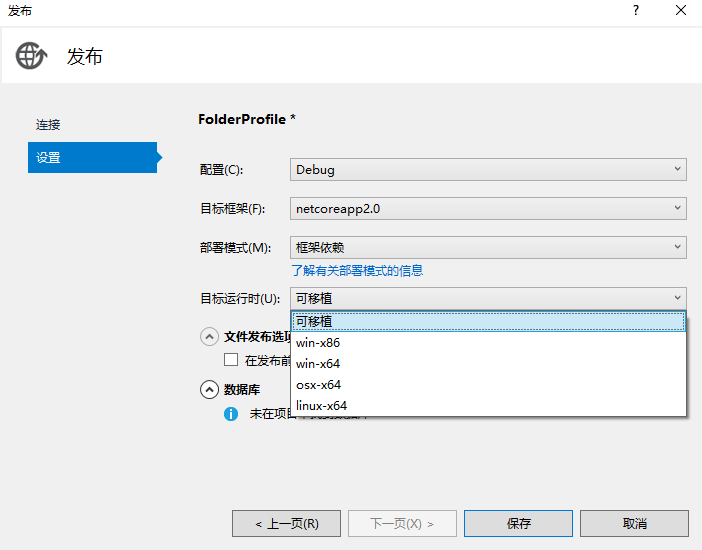 发布
?
发布
连接
设置
FolderProfile *
配置(C):
Debug
目标框架(F):
netcoreapp2.0
部署模式(M):
框架依赖
了解有关部署模式的信息
目标运行时(U):
可移植
可移植
win-x86
win-x64
osx-x64
linux-x64
文件发布选项
在发布前
数据库
未在项目
< 上一页(R)
下一页(X) >
保存
取消